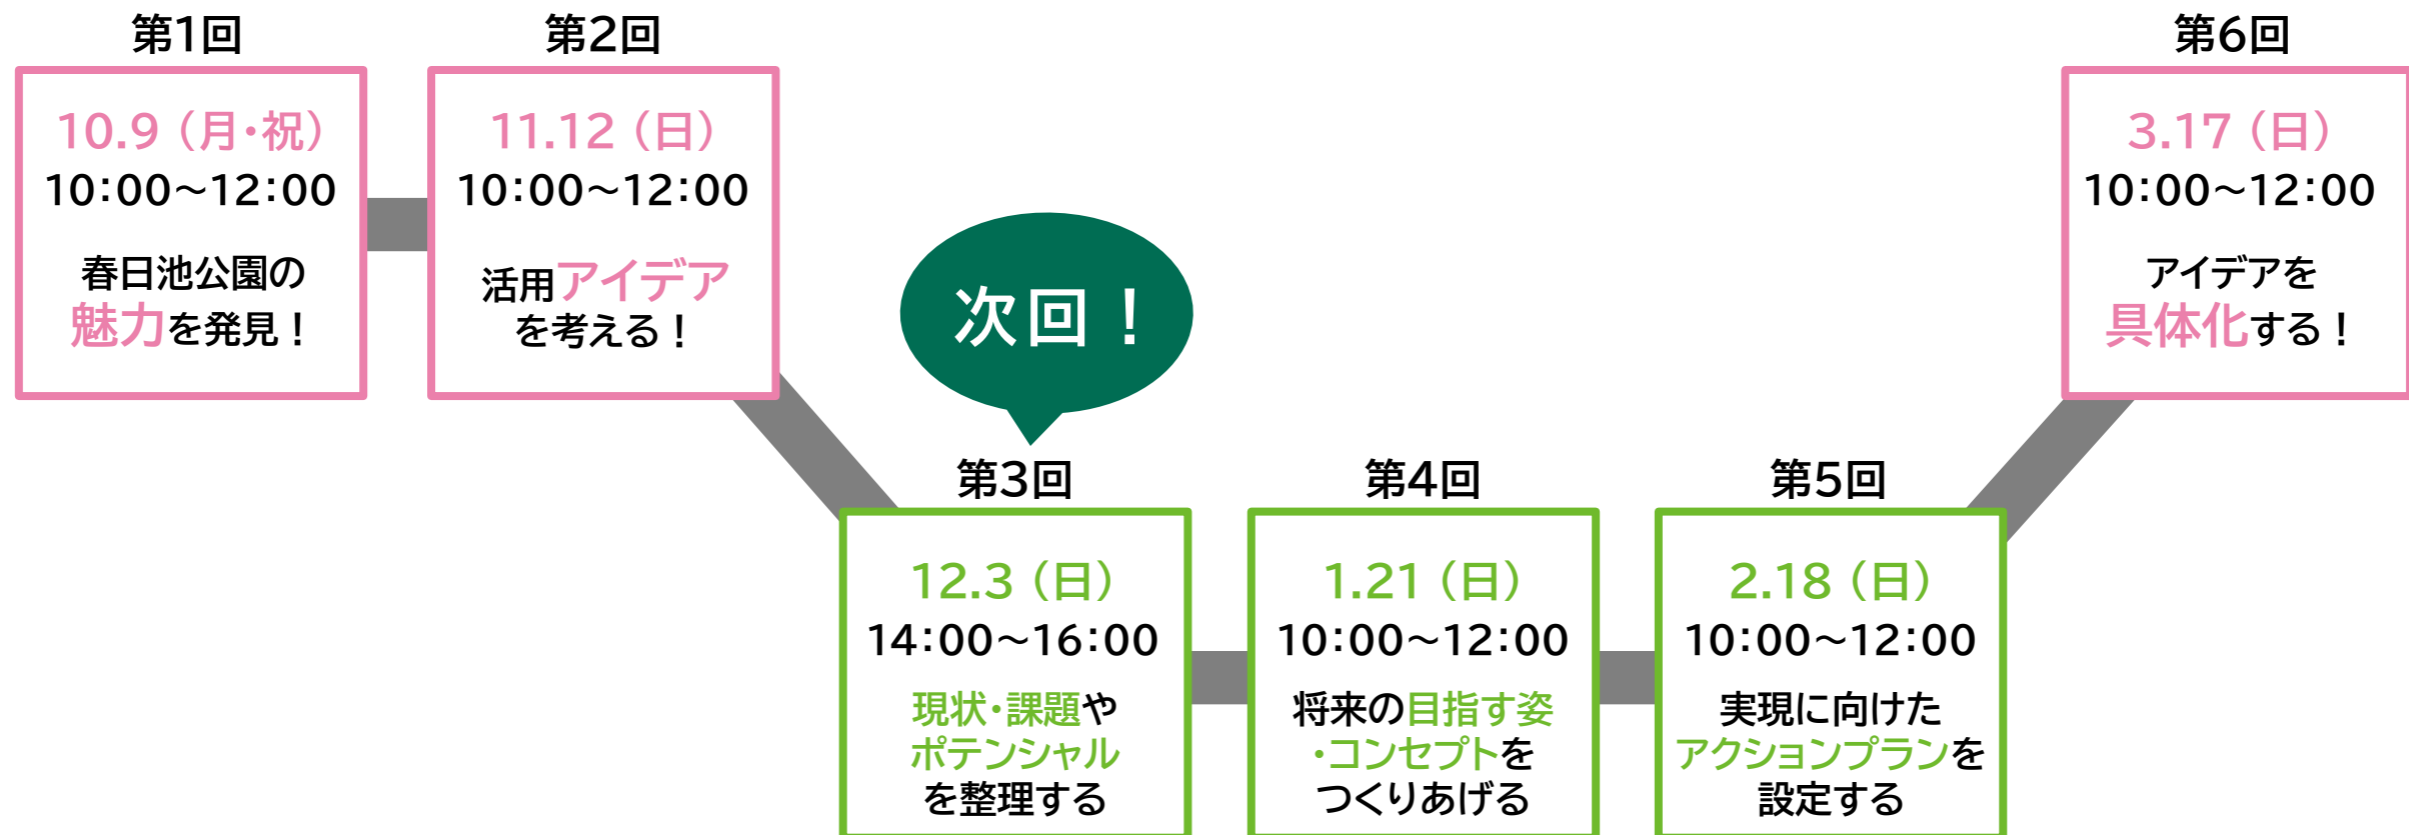 第1回
10.9（月・祝）
10：00～12：00
春日池公園の
魅力を発見！
第2回
11.12（日）
10：00～12：00
活用アイデア
を考える！
次回！
第3回
12.3（日）
14：00～16：00
現状・課題や
ポテンシャル
を整理する
第4回
1.21（日）
10：00～12：00
将来の目指す姿
・コンセプトを
つくりあげる
第5回
2.18（日）
10：00～12：00
実現に向けた
アクションプランを
設定する
第6回
3.17（日）
10：00～12：00
アイデアを
具体化する！